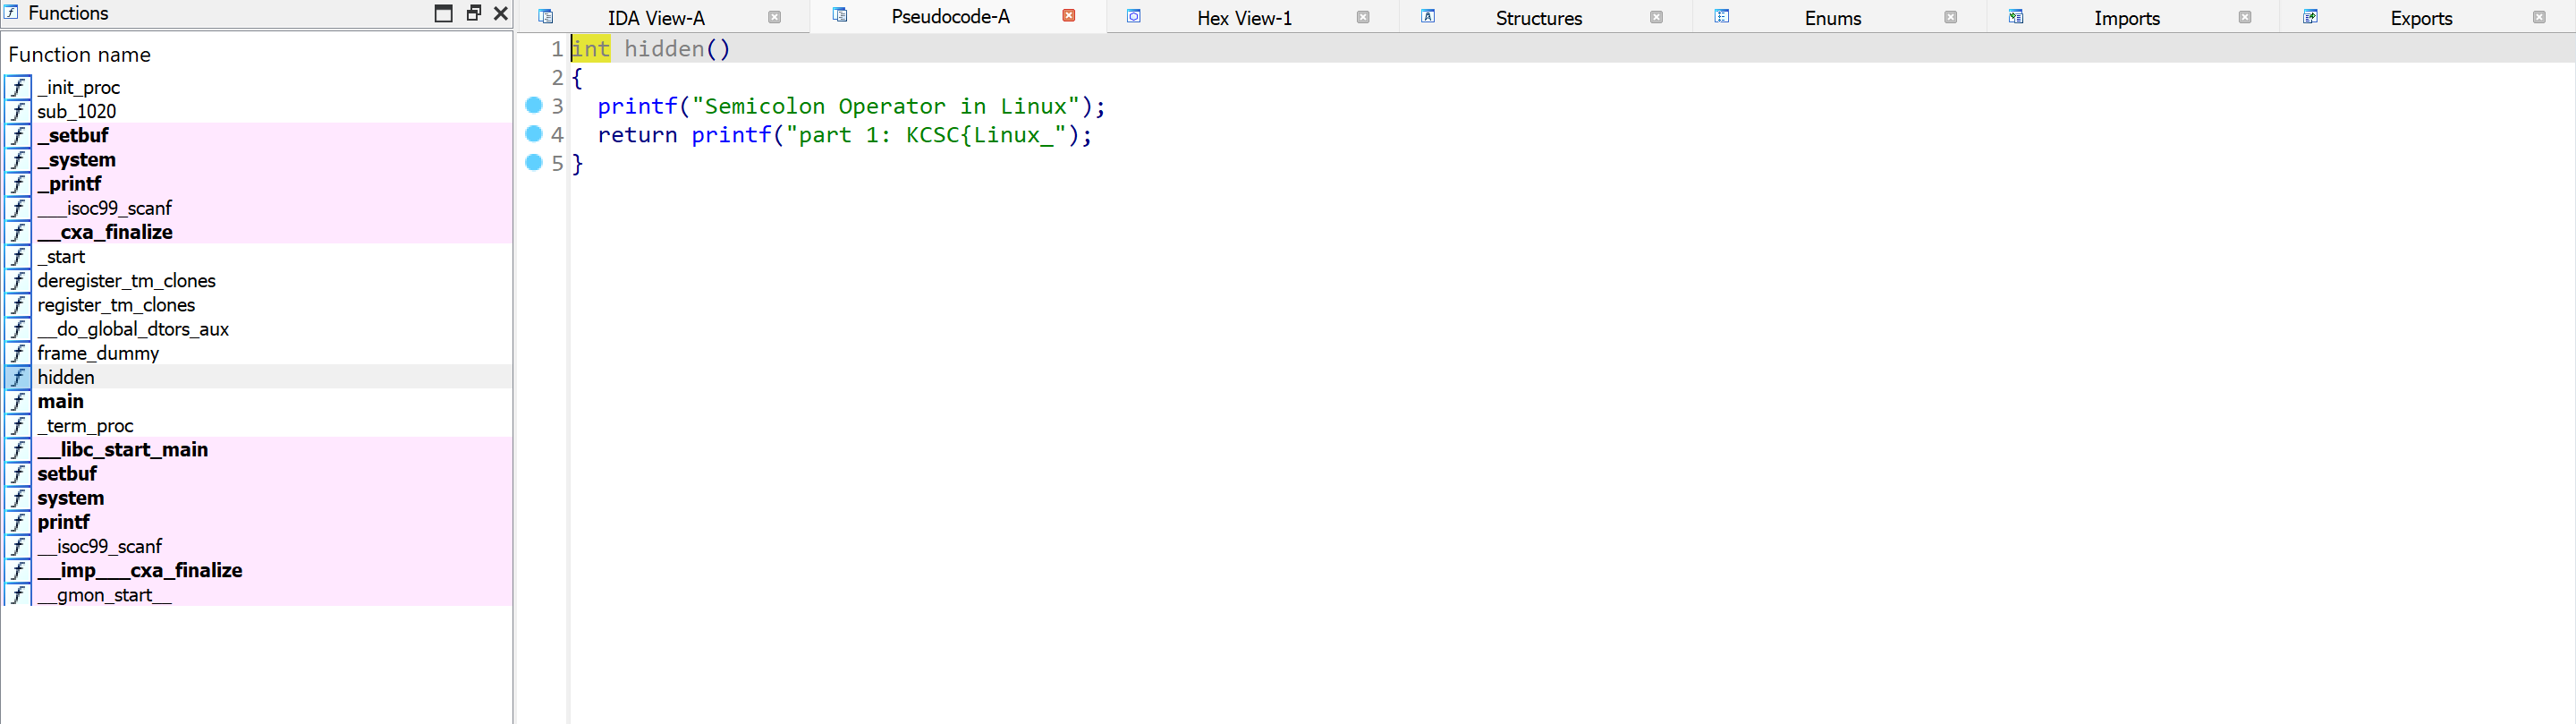 Functions
Function name
_init_proc
sub_1020
_setbuf
_system
_printf
___isoc99_scanf
__cxa_finalize
_start
deregister_tm_clones
register_tm_clones
__do_global_dtors_aux
frame_dummy
hidden
main
_term_proc
__libc_start_main
setbuf
system
printf
__isoc99_scanf
__imp___cxa_finalize
__gmon_start__
IDA View-A Pseudocode-A Hex View-1 Structures Enums Imports Exports
1 int hidden()
2 {
3 printf("Semicolon Operator in Linux");
4 return printf("part 1: KCSC{Linux_");
5 }